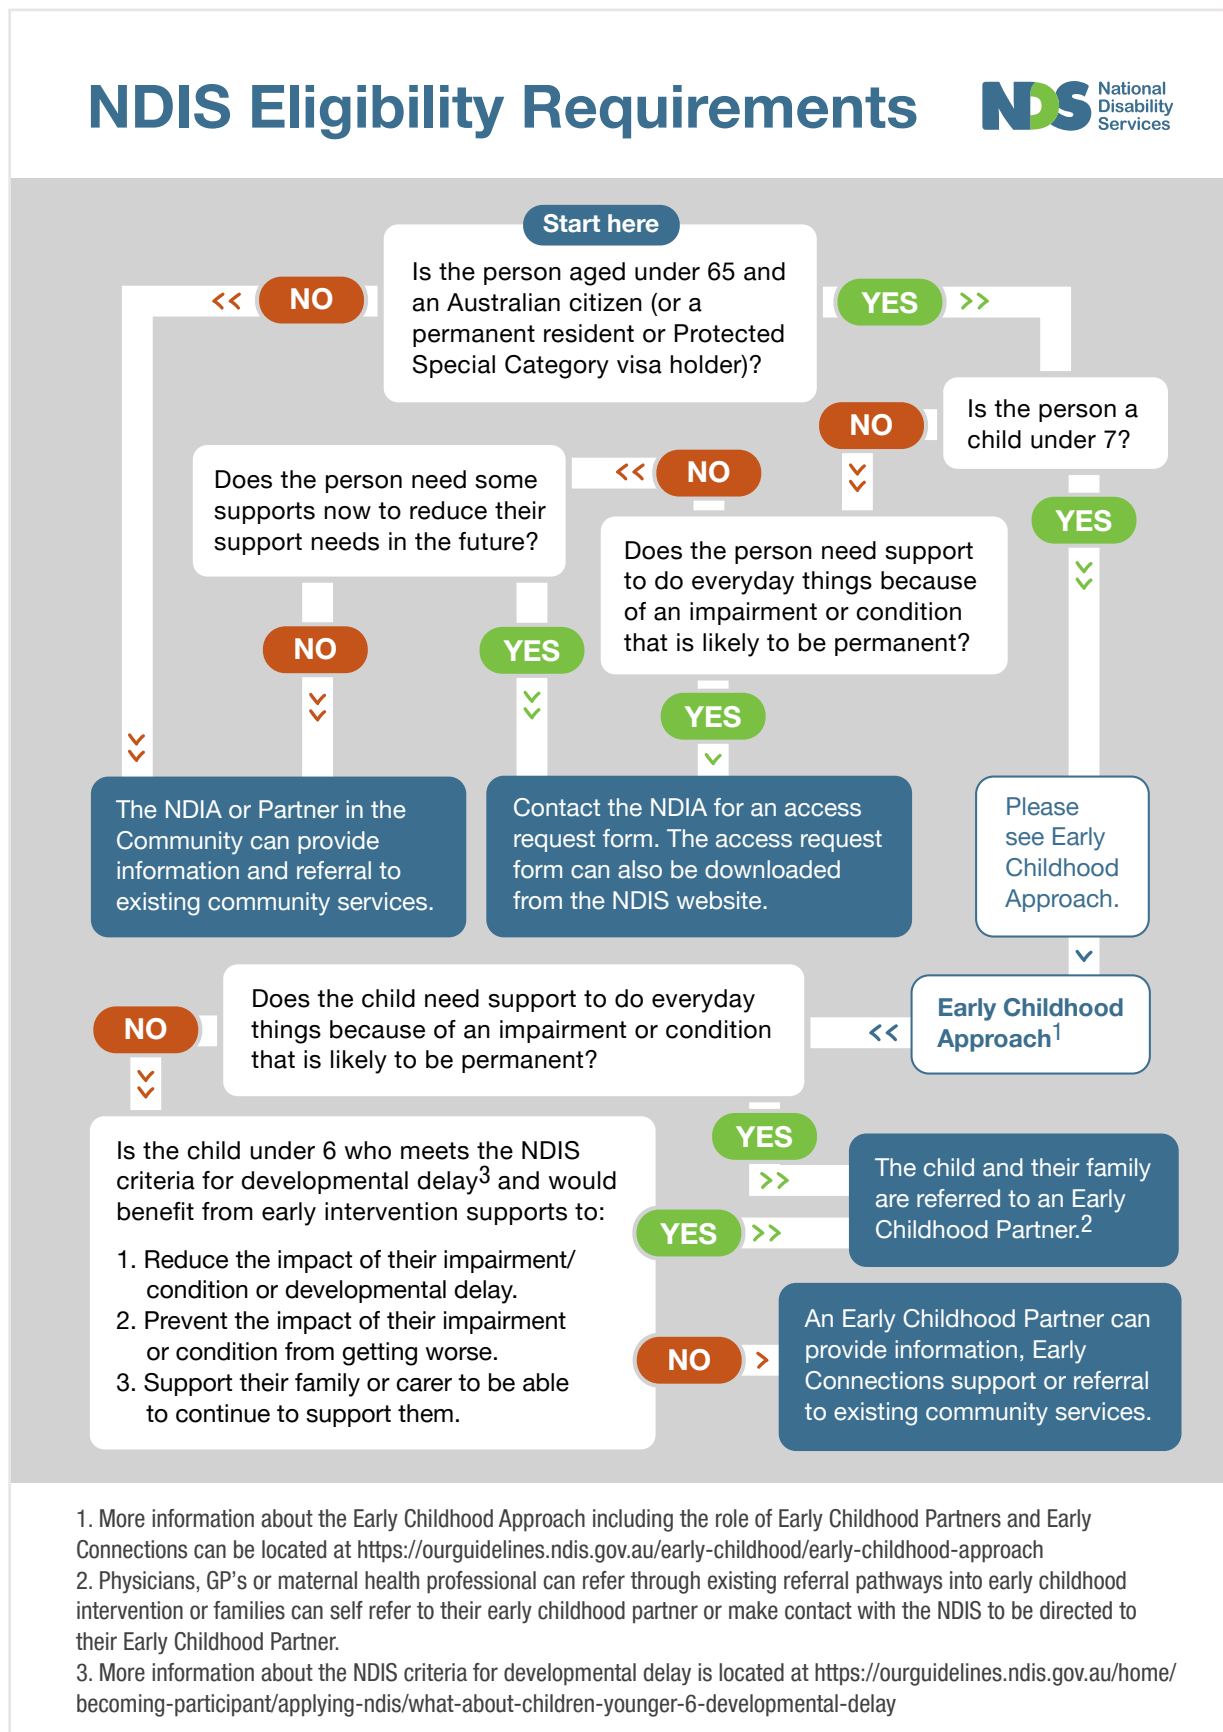 NDIS Eligibility Requirements
NDS
National
Disability
Services
Start here
Is the person aged under 65 and
an Australian citizen (or a
permanent resident or Protected
Special Category visa holder)?
<< NO
YES >>
Is the person a
child under 7?
NO
YES
Does the person need support
to do everyday things because
of an impairment or condition
that is likely to be permanent?
<< NO
YES
Does the person need some
supports now to reduce their
support needs in the future?
NO
YES
The NDIA or Partner in the
Community can provide
information and referral to
existing community services.
Contact the NDIA for an access
request form. The access request
form can also be downloaded
from the NDIS website.
Please
see Early
Childhood
Approach.
Early Childhood
Approach1
<<
Does the child need support to do everyday
things because of an impairment or condition
that is likely to be permanent?
NO
YES
>>
Is the child under 6 who meets the NDIS
criteria for developmental delay3 and would
benefit from early intervention supports to:
1. Reduce the impact of their impairment/
condition or developmental delay.
2. Prevent the impact of their impairment
or condition from getting worse.
3. Support their family or carer to be able
to continue to support them.
YES >>
The child and their family
are referred to an Early
Childhood Partner.2
NO >
An Early Childhood Partner can
provide information, Early
Connections support or referral
to existing community services.
1. More information about the Early Childhood Approach including the role of Early Childhood Partners and Early
Connections can be located at https://ourguidelines.ndis.gov.au/early-childhood/early-childhood-approach
2. Physicians, GP's or maternal health professional can refer through existing referral pathways into early childhood
intervention or families can self refer to their early childhood partner or make contact with the NDIS to be directed to
their Early Childhood Partner.
3. More information about the NDIS criteria for developmental delay is located at https://ourguidelines.ndis.gov.au/home/
becoming-participant/applying-ndis/what-about-children-younger-6-developmental-delay